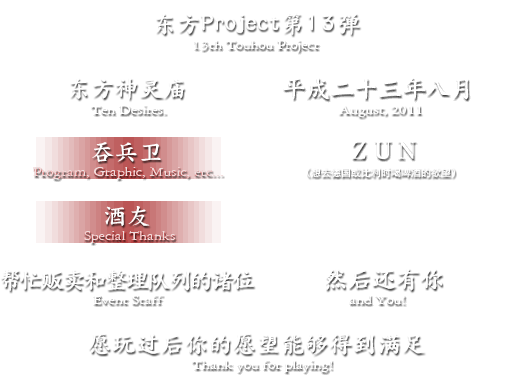 东方Project第13弹
13th Touhou Project
东方神灵庙
Ten Desires.
平成二十三年八月
August, 2011
吞兵卫
Program, Graphic, Music, etc...
ZUN
(想去德国或比利时喝啤酒的欲望)
酒友
Special Thanks
帮忙贩卖和整理队列的诸位
Event Staff
然后还有你
and You!
愿玩过后你的愿望能够得到满足
Thank you for playing!